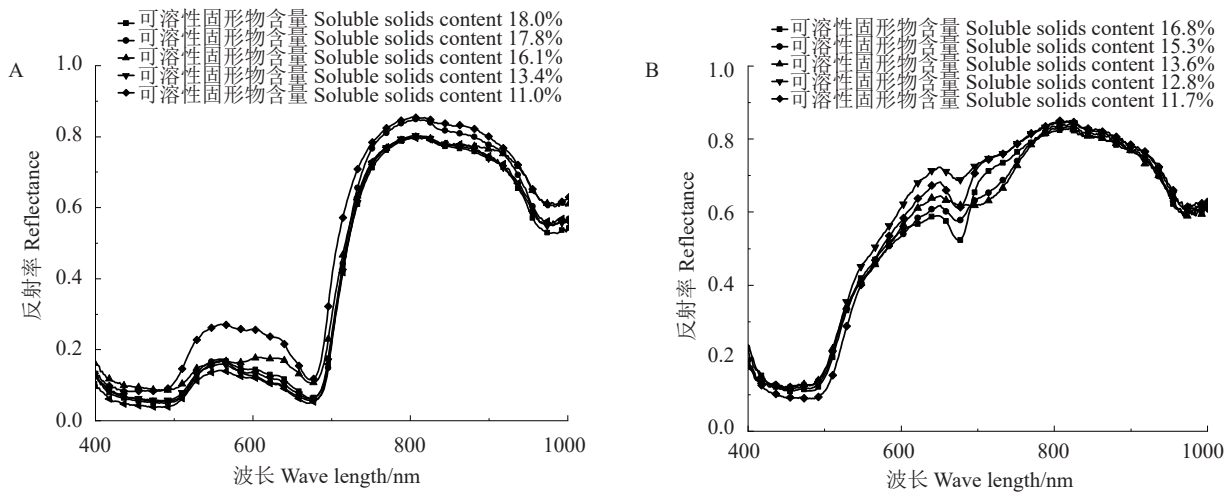 A
可溶性固形物含量 Soluble solids content 18.0%
可溶性固形物含量 Soluble solids content 17.8%
可溶性固形物含量 Soluble solids content 16.1%
可溶性固形物含量 Soluble solids content 13.4%
可溶性固形物含量 Soluble solids content 11.0%
1.0
0.8
0.6
0.4
0.2
0.0
反射率 Reflectance
400
600
800
1000
波长 Wave length/nm
B
可溶性固形物含量 Soluble solids content 16.8%
可溶性固形物含量 Soluble solids content 15.3%
可溶性固形物含量 Soluble solids content 13.6%
可溶性固形物含量 Soluble solids content 12.8%
可溶性固形物含量 Soluble solids content 11.7%
1.0
0.8
0.6
0.4
0.2
0.0
反射率 Reflectance
400
600
800
1000
波长 Wave length/nm